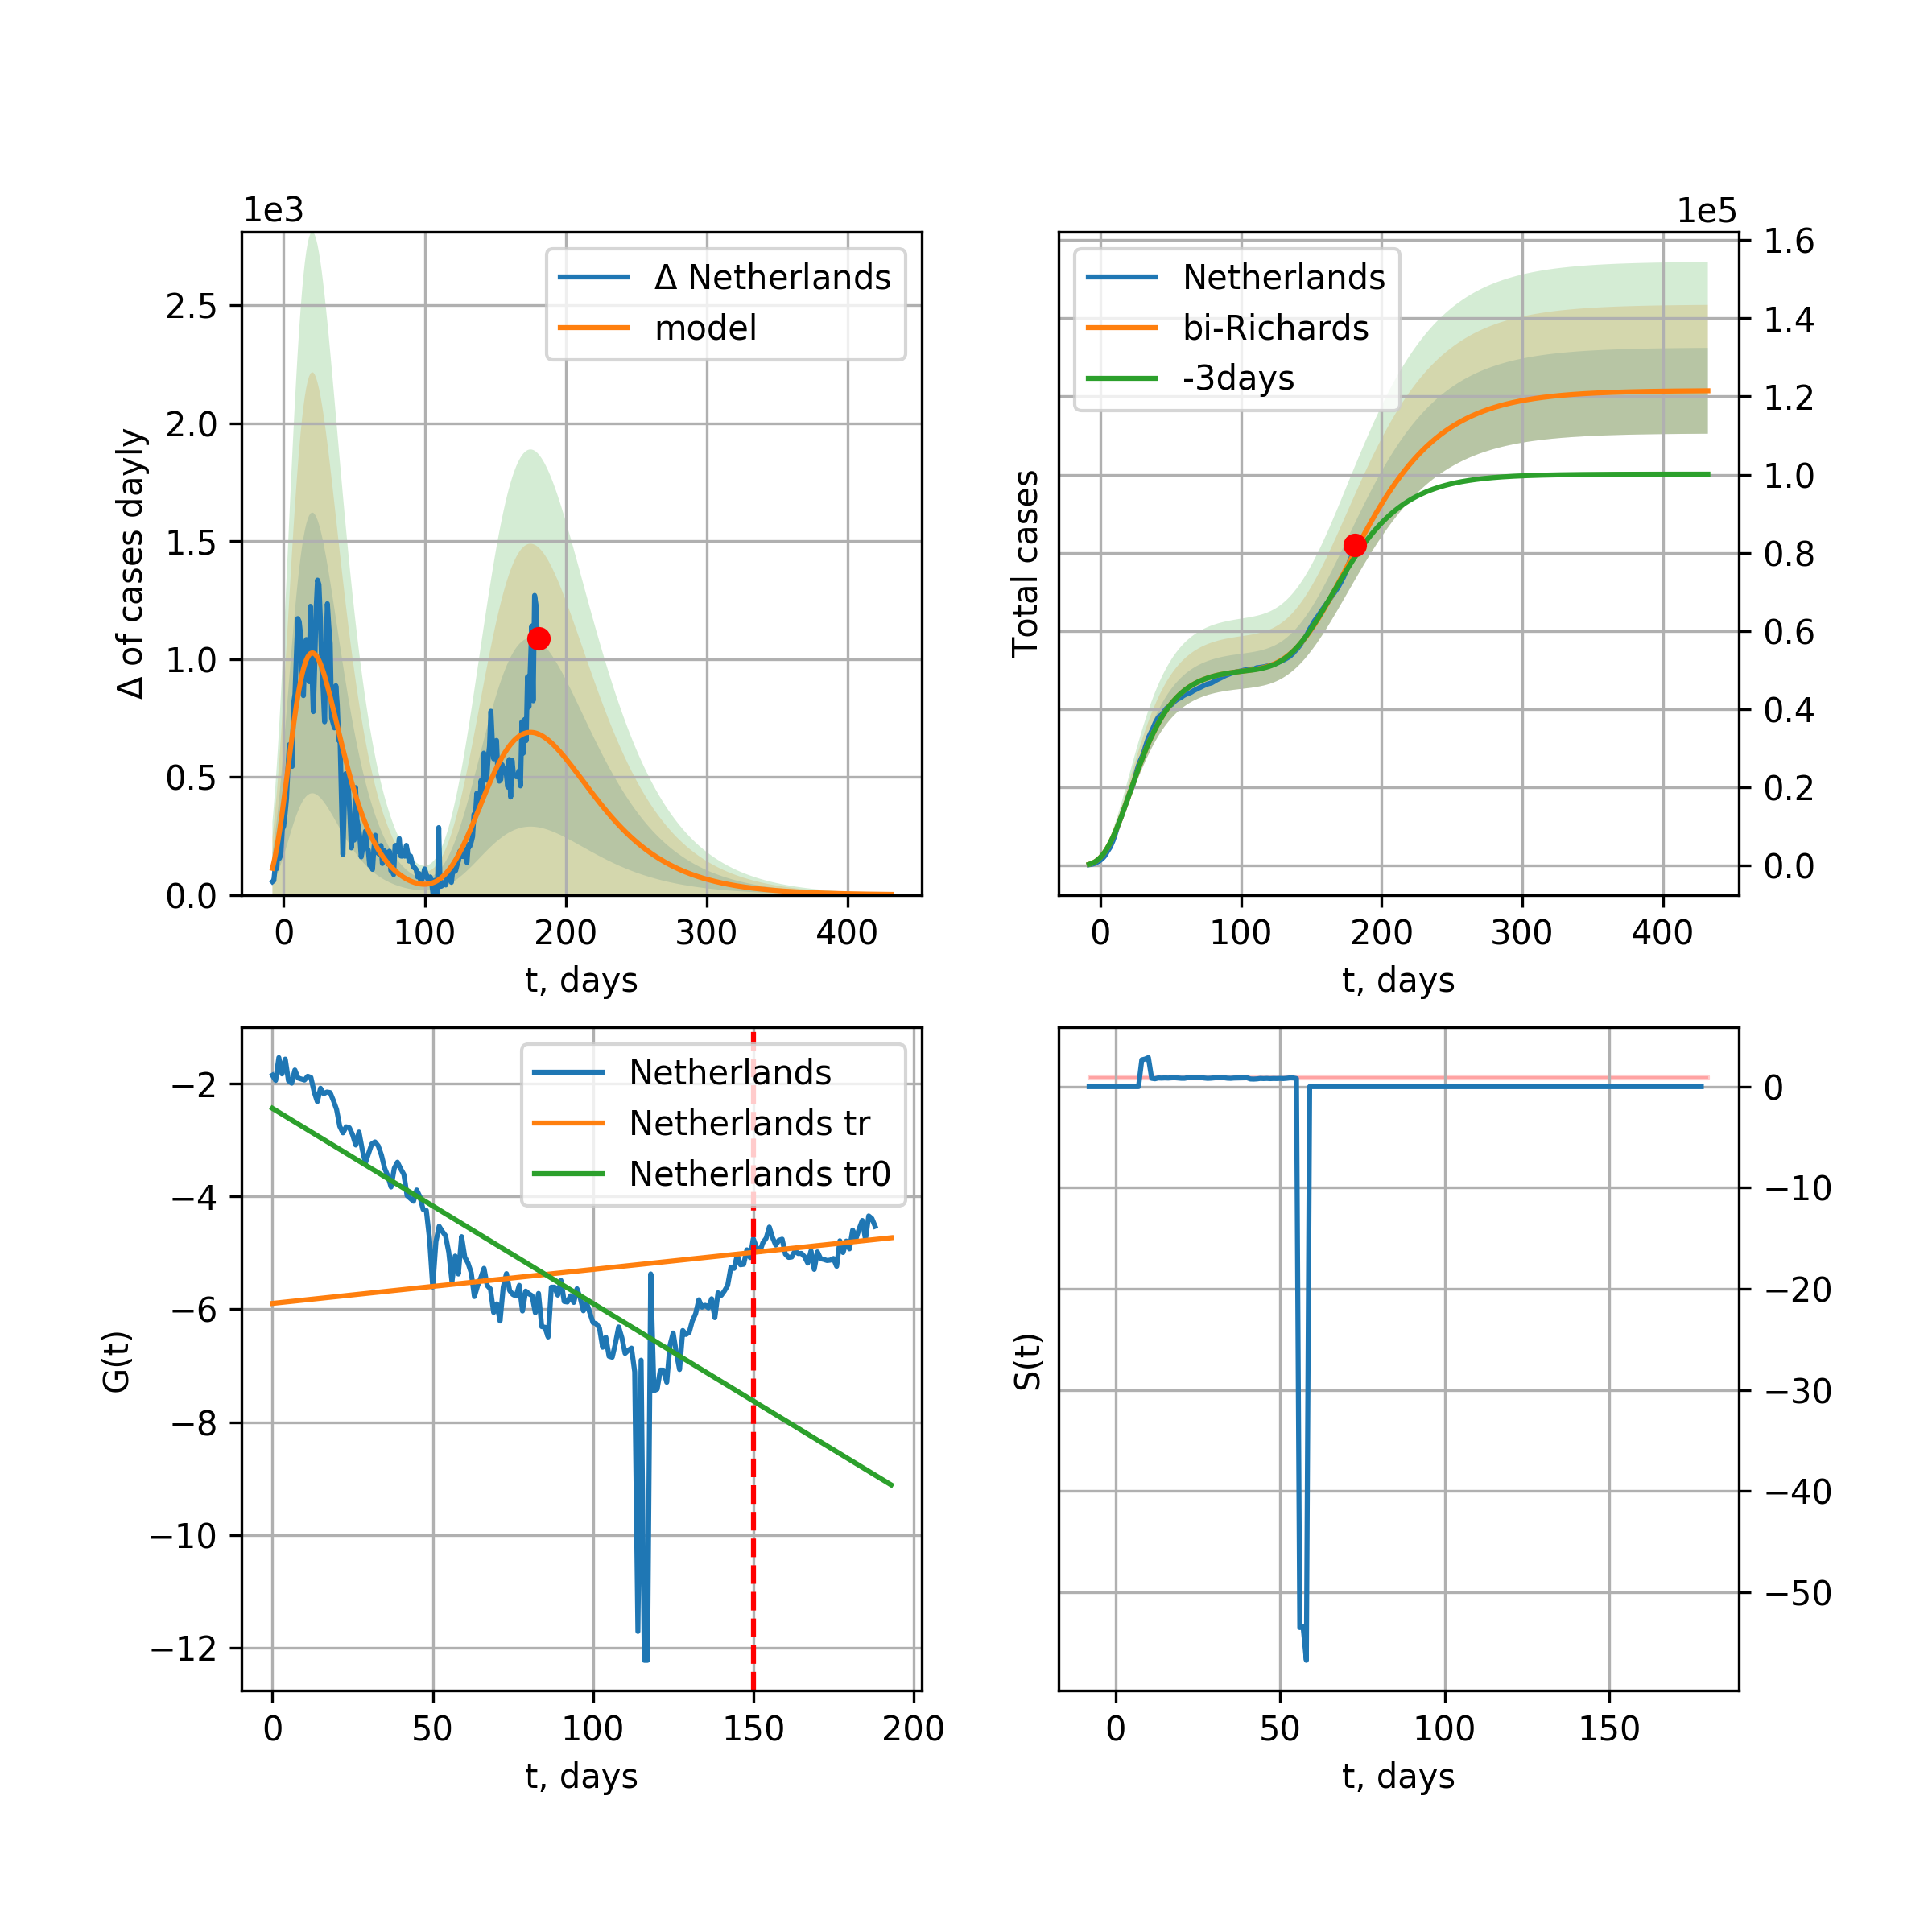 1e3
Δ Netherlands
model
2.5
2.0
1.5
1.0
0.5
0.0
Δ of cases dayly
0 100 200 300 400
t, days
1e5
Netherlands
bi-Richards
-3days
1.6
1.4
1.2
1.0
0.8
0.6
0.4
0.2
0.0
Total cases
0 100 200 300 400
t, days
Netherlands
Netherlands tr
Netherlands tr0
−2
−4
−6
−8
−10
−12
G(t)
0 50 100 150 200
t, days
0
−10
−20
−30
−40
−50
S(t)
0 50 100 150
t, days